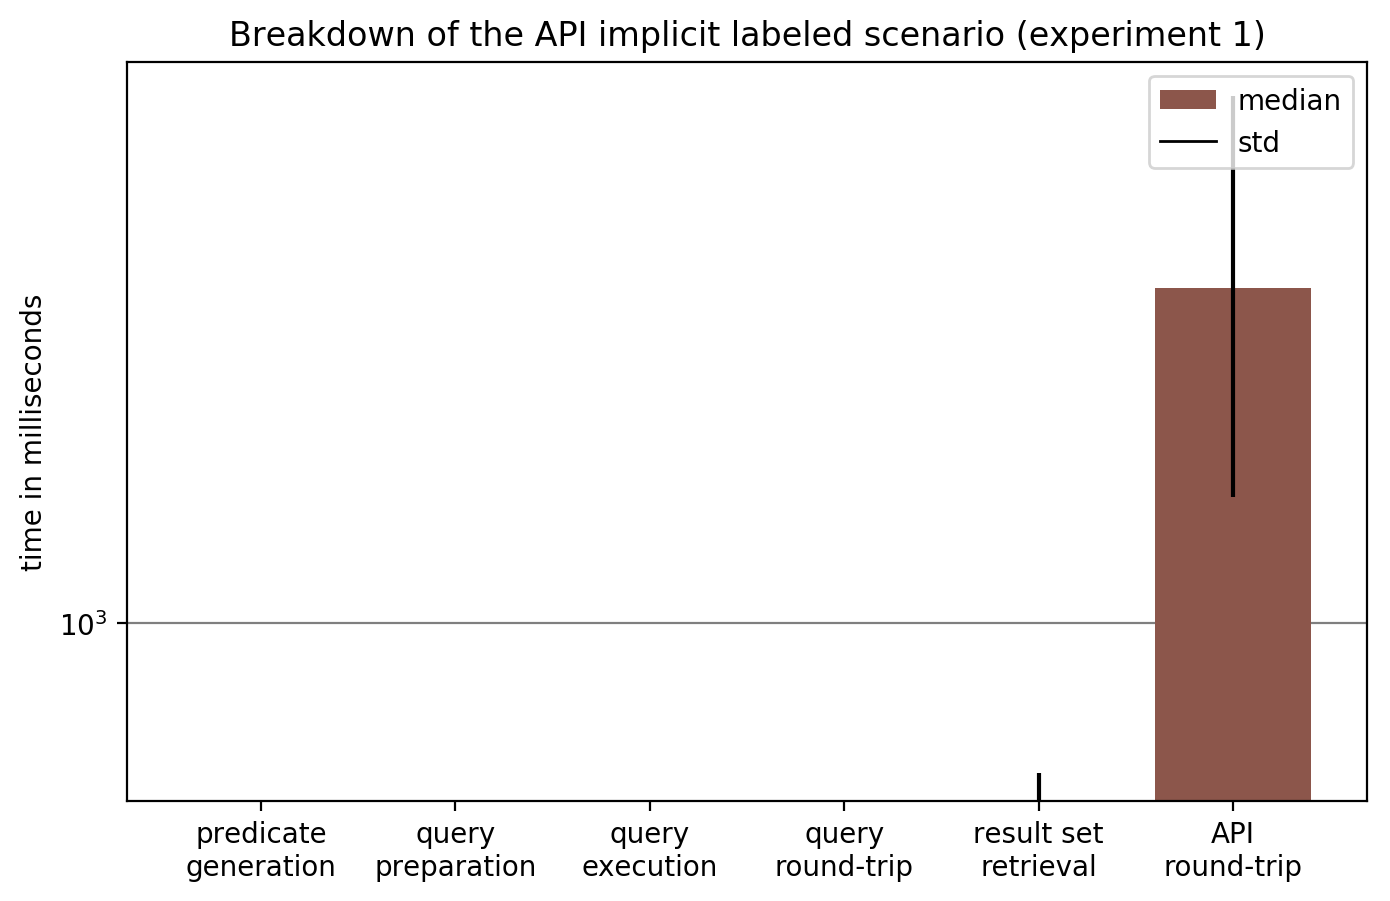 Breakdown of the API implicit labeled scenario (experiment 1)
median
std
time in milliseconds
10³
predicate
generation
query
preparation
query
execution
query
round-trip
result set
retrieval
API
round-trip